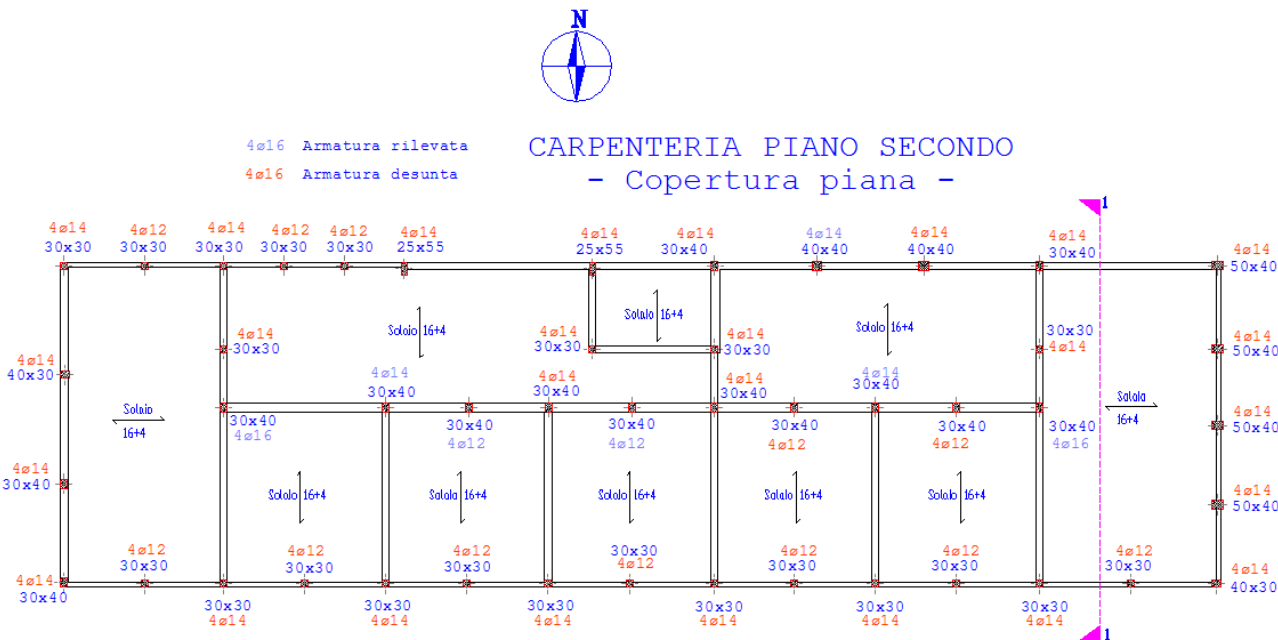 N
4ø16 Armatura rilevata
4ø16 Armatura desunta
CARPENTERIA PIANO SECONDO
- Copertura piana -
1
4ø14 4ø12 4ø14 4ø12 4ø12 4ø14 4ø14 4ø14 4ø14 4ø14 4ø14 4ø14
30x30 30x30 30x30 30x30 30x30 25x55 25x55 30x40 40x40 40x40 30x40 50x40
Solaio 16+4
Solaio 16+4
Solaio 16+4
4ø14
30x30
4ø14
30x30
4ø14
30x30
30x30
4ø14
4ø14
50x40
4ø14
40x30
4ø14
30x40
4ø14
30x40
4ø14
30x40
4ø14
30x40
Solaio
16+4
Solaio
16+4
30x40
4ø16
30x40
4ø12
30x40
4ø12
30x40
4ø12
30x40
4ø12
30x40
4ø16
4ø14
50x40
4ø14
30x40
Solaio 16+4
Solaio 16+4
Solaio 16+4
Solaio 16+4
Solaio 16+4
4ø14
50x40
4ø14
30x40
4ø12
30x30
4ø12
30x30
4ø12
30x30
30x30
4ø12
4ø12
30x30
4ø12
30x30
4ø12
30x30
4ø14
40x30
30x30 30x30 30x30 30x30 30x30 30x30
4ø14 4ø14 4ø14 4ø14 4ø14 4ø14
1